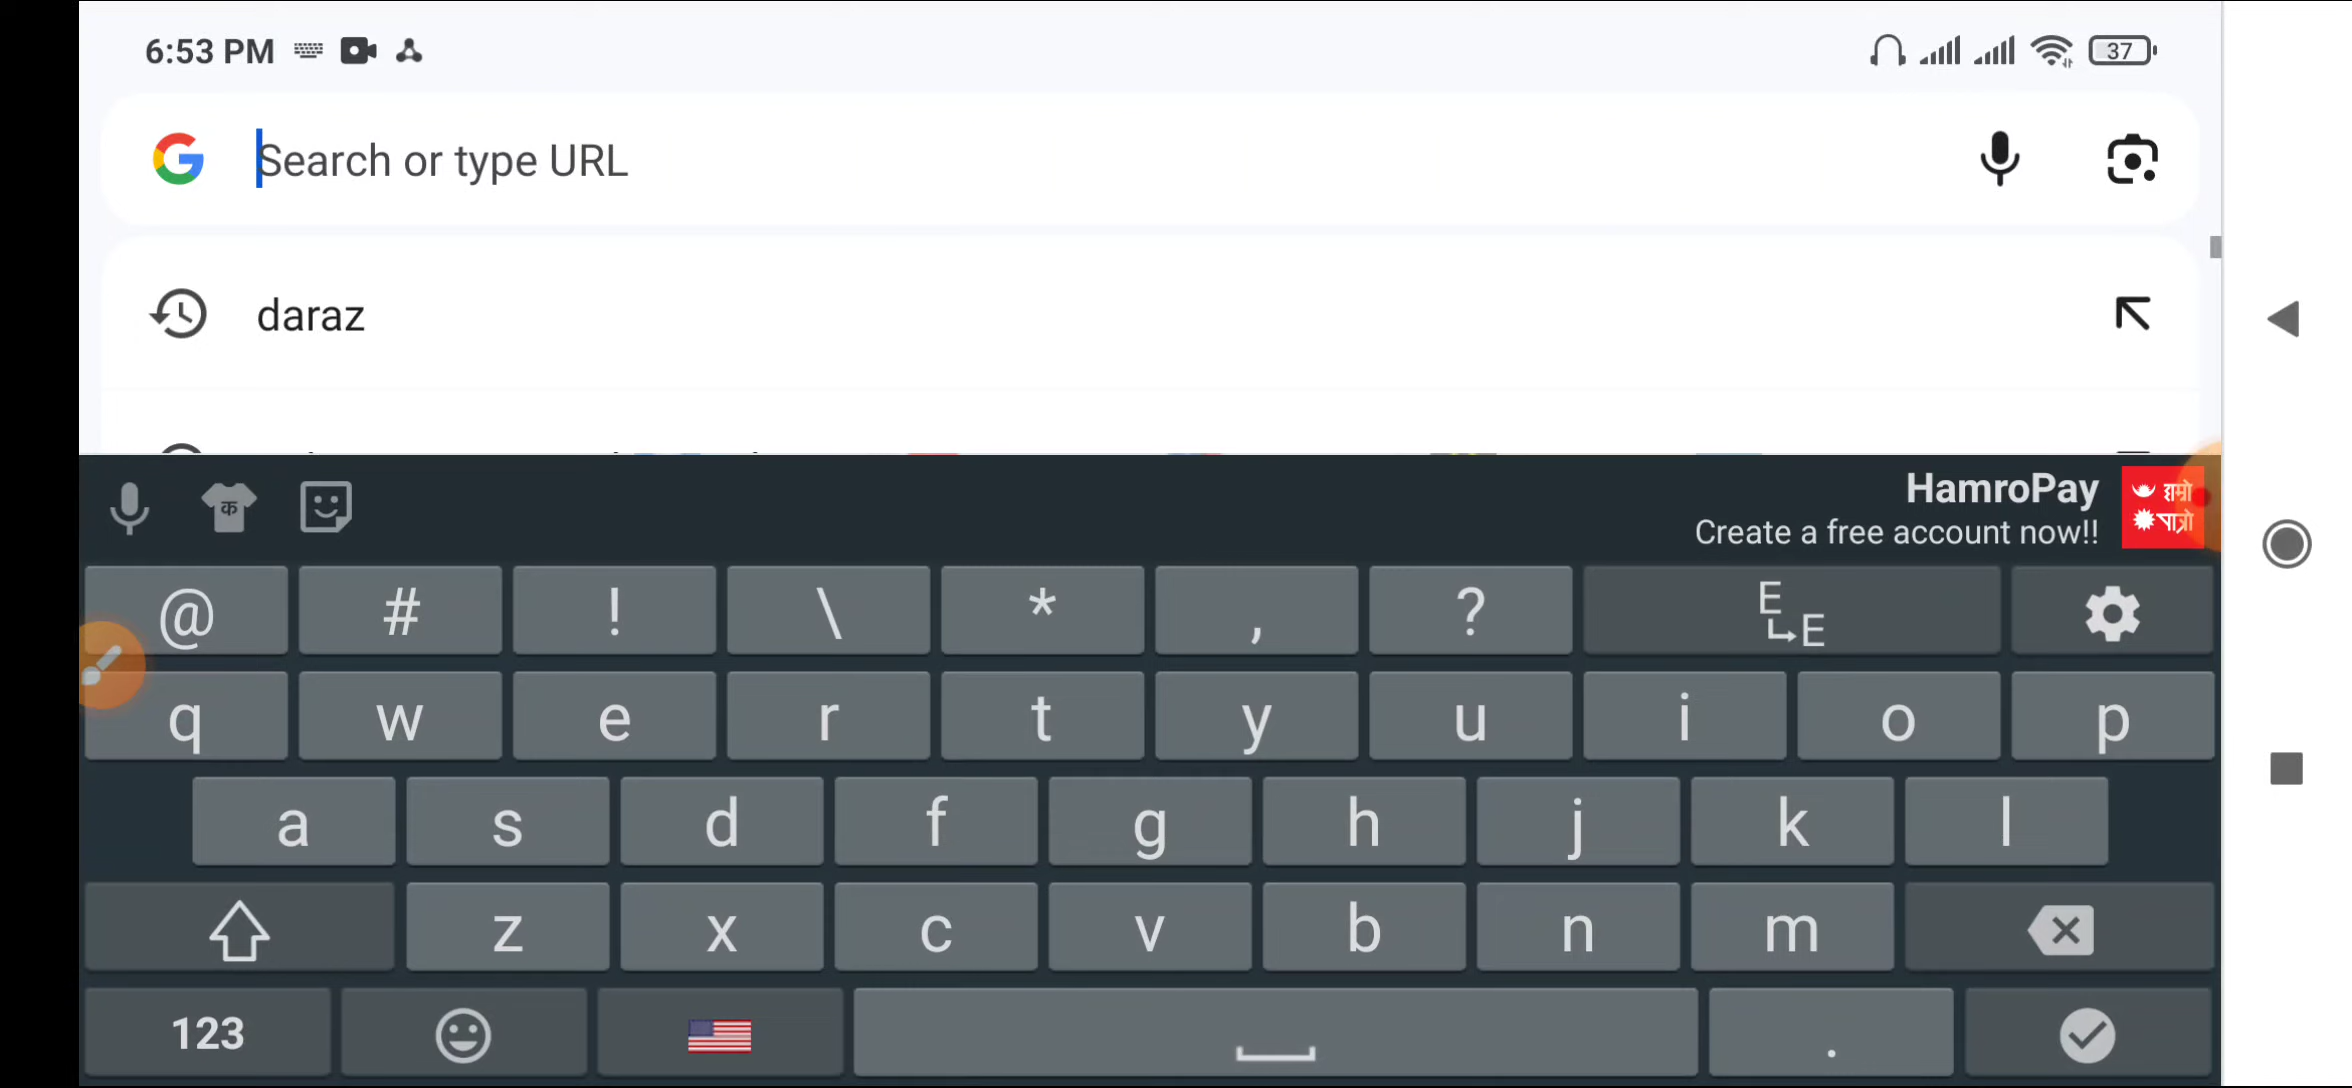 6:53 PM
37
Search or type URL
daraz
HamroPay
Create a free account now!!
हाम्रो
पात्रो
क
@ # ! \ * , ? E E
q w e r t y u i o p
a s d f g h j k l
z x c v b n m
123 .